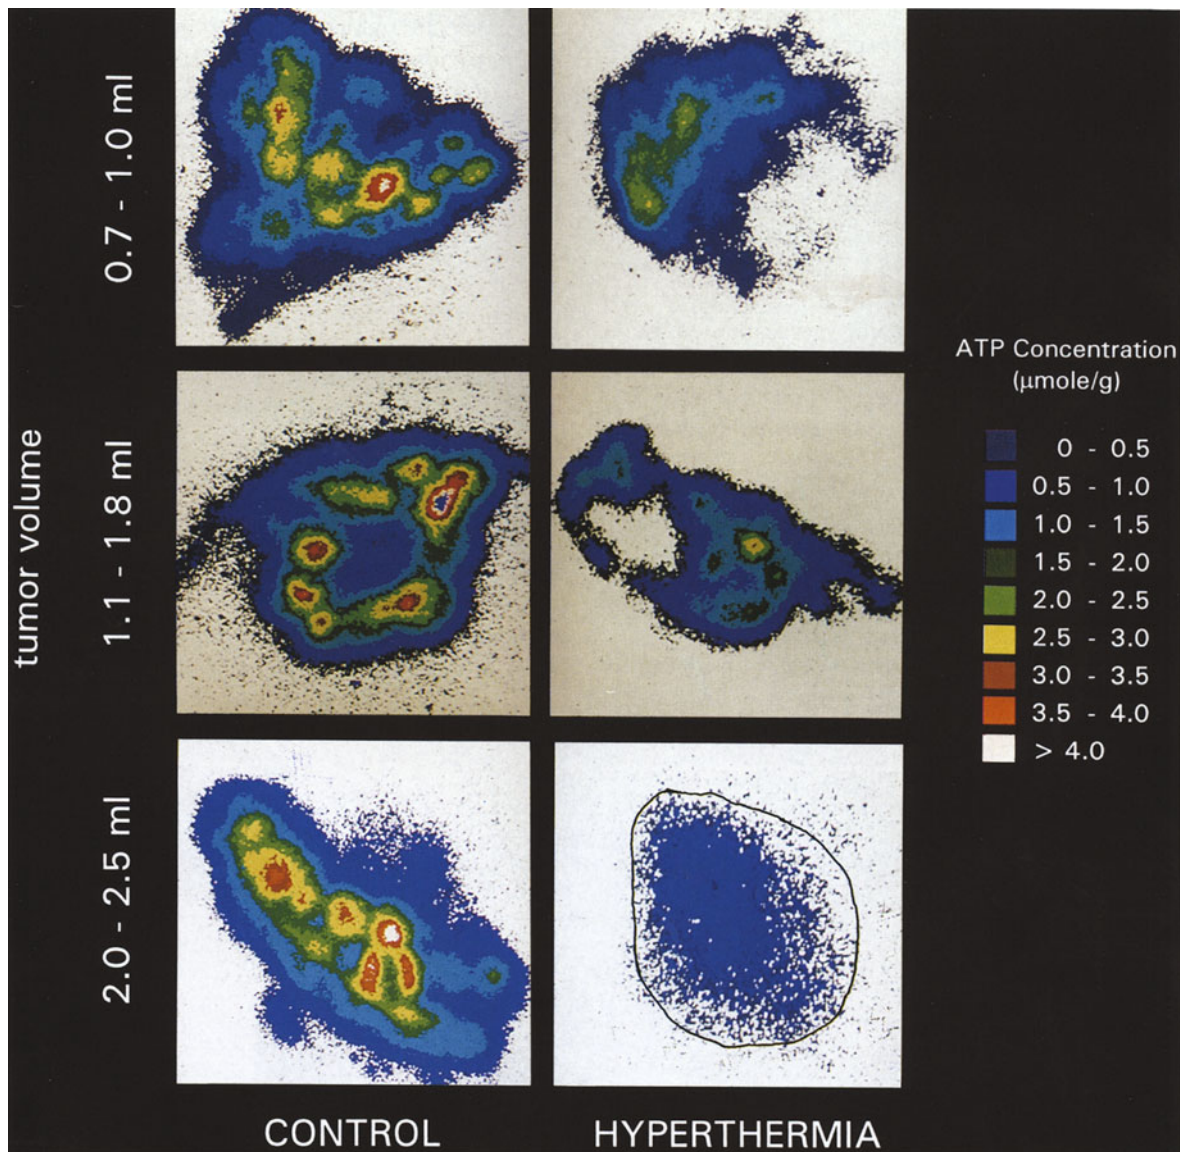 tumor volume
0.7 - 1.0 ml
1.1 - 1.8 ml
2.0 - 2.5 ml
ATP Concentration
(µmole/g)
0 - 0.5
0.5 - 1.0
1.0 - 1.5
1.5 - 2.0
2.0 - 2.5
2.5 - 3.0
3.0 - 3.5
3.5 - 4.0
> 4.0
CONTROL
HYPERTHERMIA